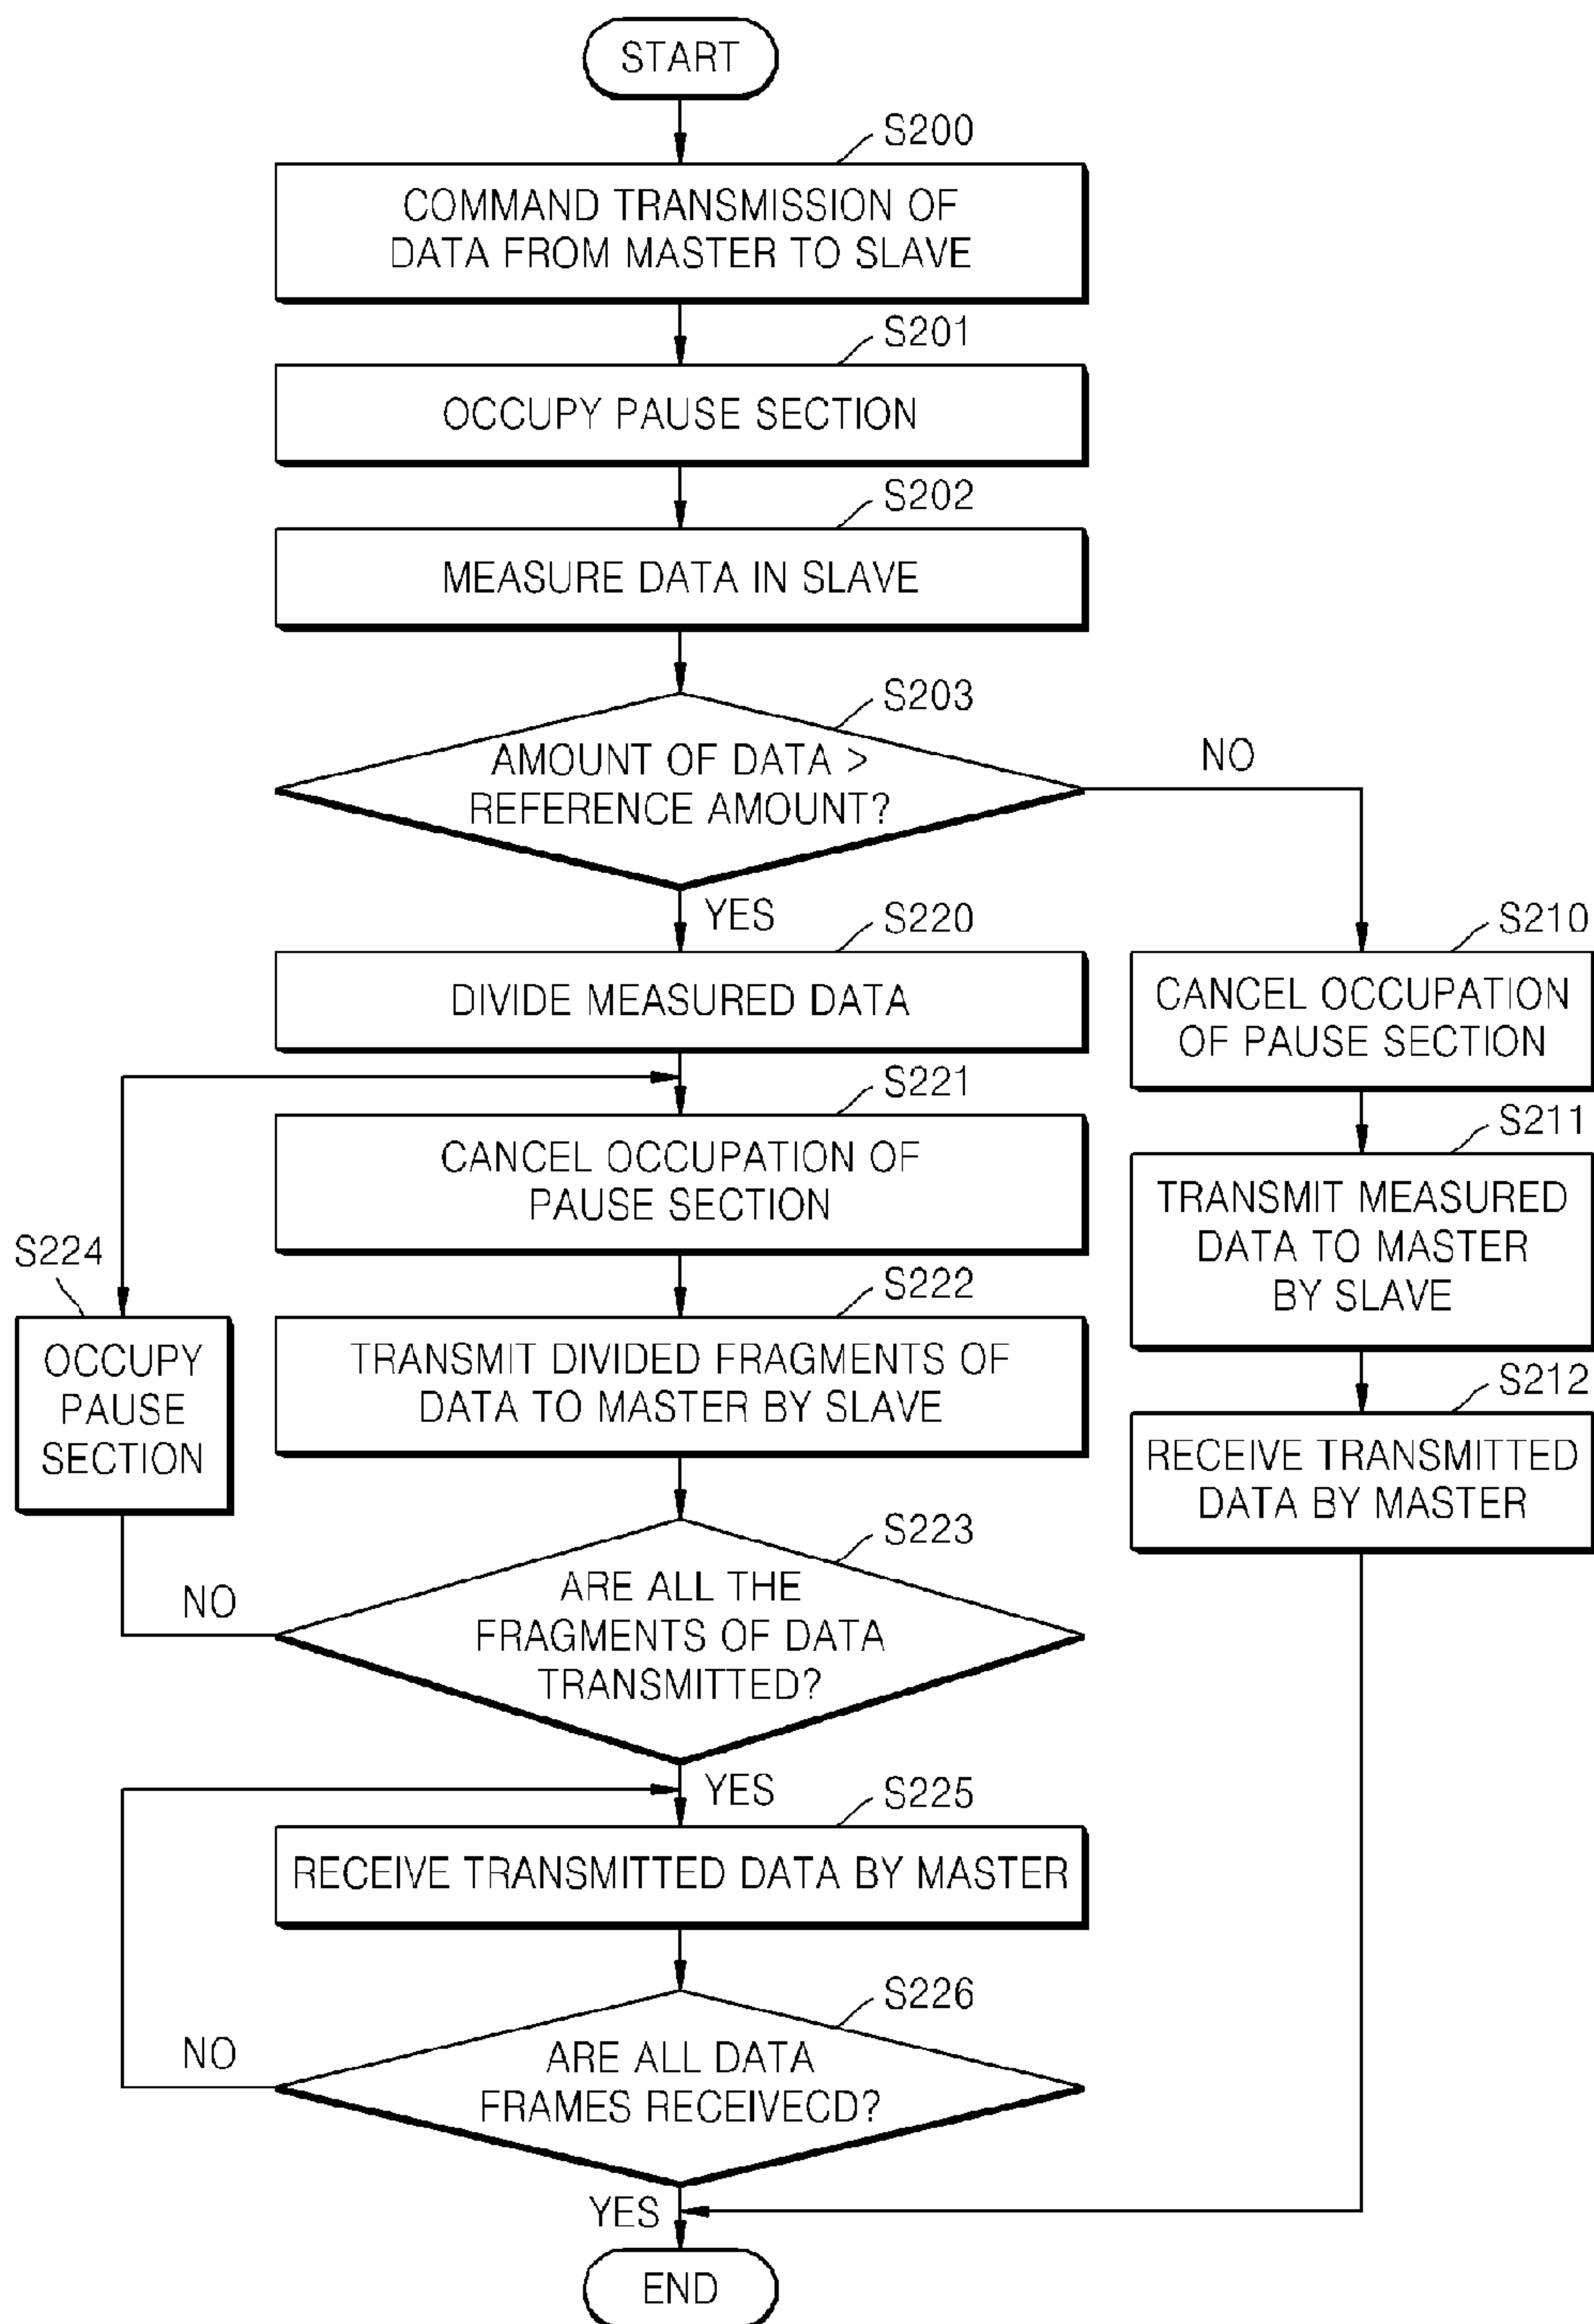 START
S200
COMMAND TRANSMISSION OF
DATA FROM MASTER TO SLAVE
S201
OCCUPY PAUSE SECTION
S202
MEASURE DATA IN SLAVE
S203
AMOUNT OF DATA >
REFERENCE AMOUNT?
NO
YES
S220
DIVIDE MEASURED DATA
S210
CANCEL OCCUPATION
OF PAUSE SECTION
S221
CANCEL OCCUPATION OF
PAUSE SECTION
S211
TRANSMIT MEASURED
DATA TO MASTER
BY SLAVE
S224
OCCUPY
PAUSE
SECTION
S222
TRANSMIT DIVIDED FRAGMENTS OF
DATA TO MASTER BY SLAVE
S212
RECEIVE TRANSMITTED
DATA BY MASTER
S223
ARE ALL THE
FRAGMENTS OF DATA
TRANSMITTED?
NO
YES
S225
RECEIVE TRANSMITTED DATA BY MASTER
S226
ARE ALL DATA
FRAMES RECEIVECD?
NO
YES
END